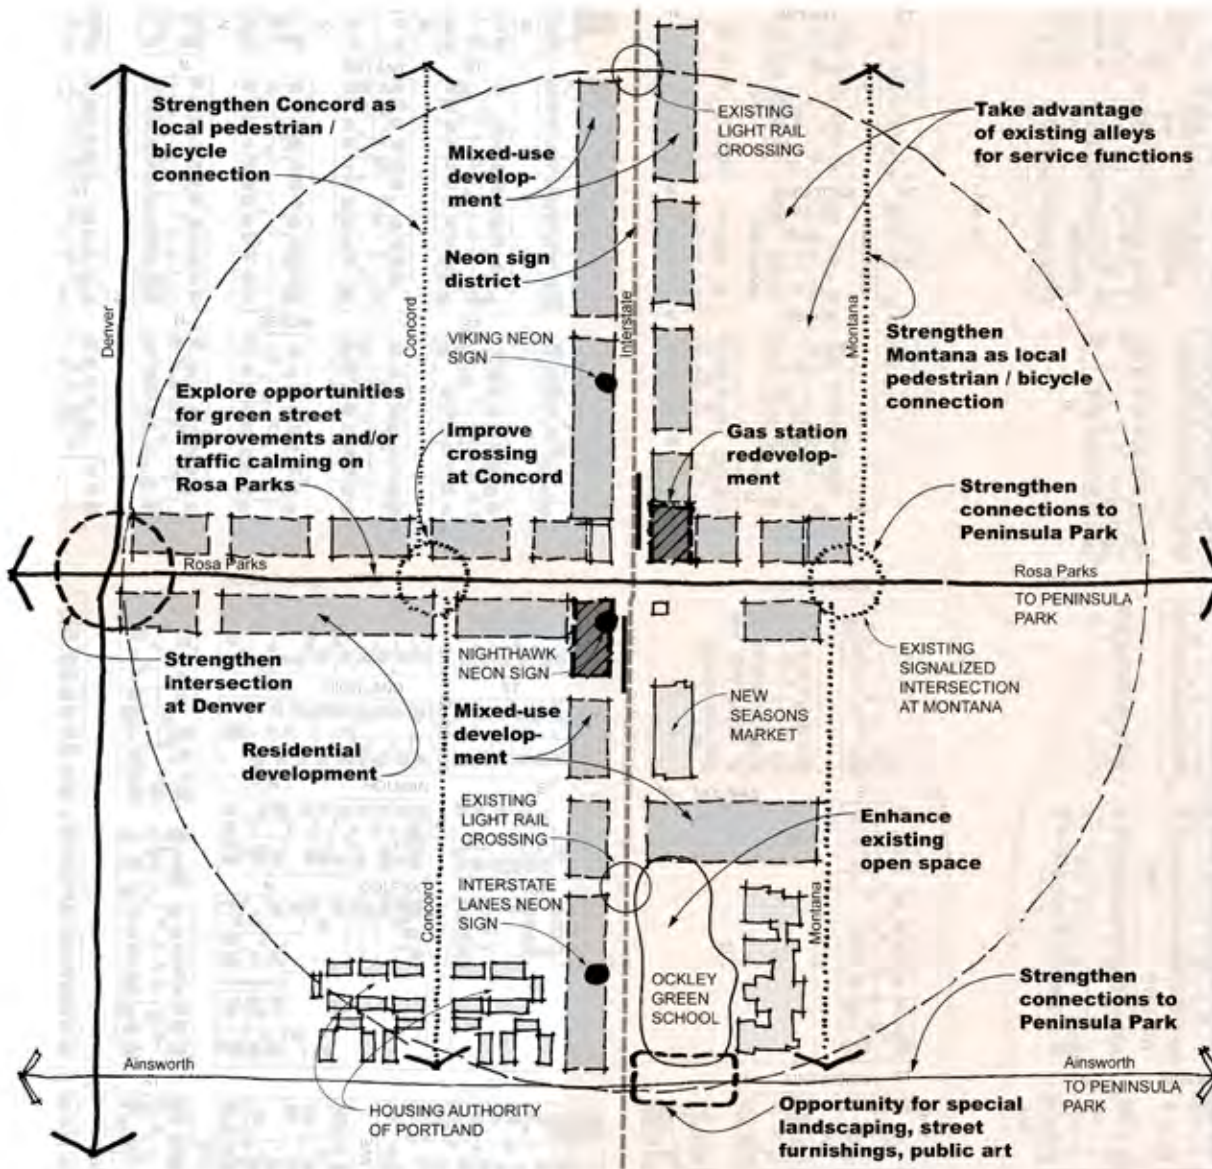 Strengthen Concord as
local pedestrian /
bicycle
connection
Mixed-use
develop-
ment
EXISTING
LIGHT RAIL
CROSSING
Take advantage
of existing alleys
for service functions
Neon sign
district
Denver
Concord
Interstate
Montana
VIKING NEON
SIGN
Strengthen
Montana as local
pedestrian / bicycle
connection
Explore opportunities
for green street
improvements and/or
traffic calming on
Rosa Parks
Improve
crossing
at Concord
Gas station
redevelop-
ment
Strengthen
connections to
Peninsula Park
Rosa Parks
Rosa Parks
TO PENINSULA
PARK
Strengthen
intersection
at Denver
NIGHTHAWK
NEON SIGN
EXISTING
SIGNALIZED
INTERSECTION
AT MONTANA
NEW
SEASONS
MARKET
Mixed-use
develop-
ment
Residential
development
EXISTING
LIGHT RAIL
CROSSING
Enhance
existing
open space
INTERSTATE
LANES NEON
SIGN
Concord
Montana
OCKLEY
GREEN
SCHOOL
Strengthen
connections to
Peninsula Park
Ainsworth
Ainsworth
TO PENINSULA
PARK
HOUSING AUTHORITY
OF PORTLAND
Opportunity for special
landscaping, street
furnishings, public art